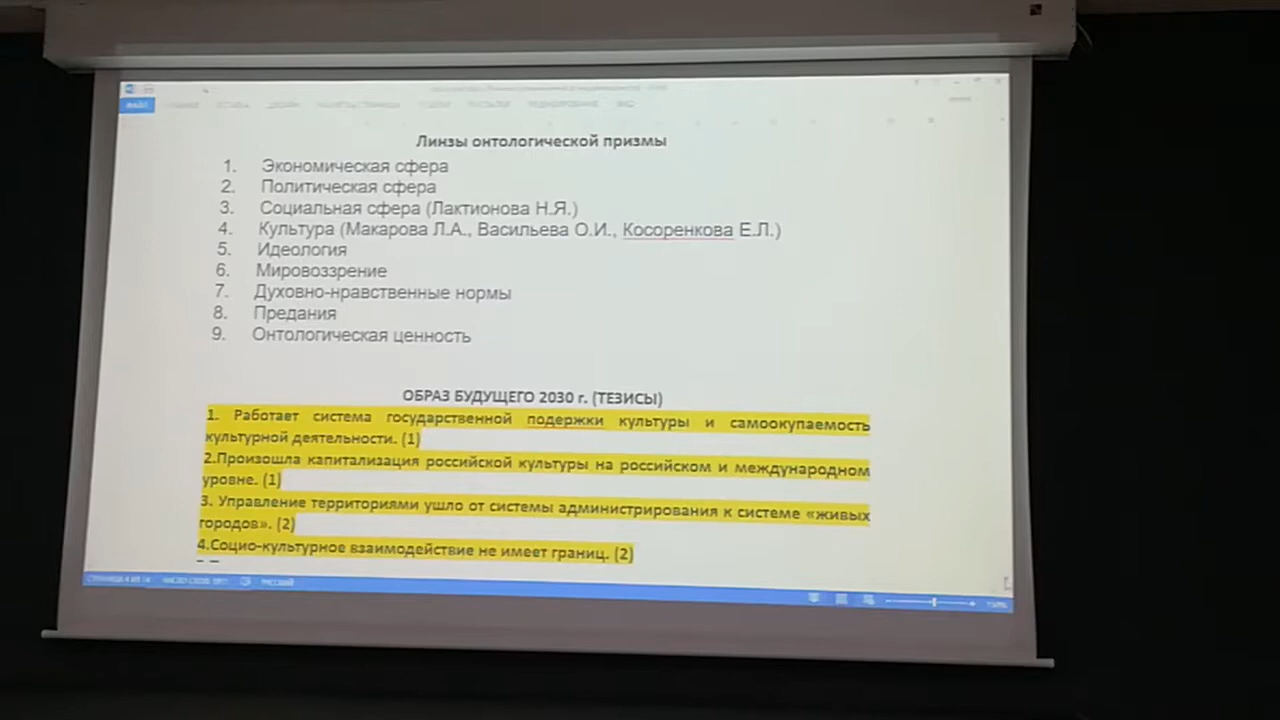 ФАЙЛ
Линзы онтологической призмы
1. Экономическая сфера
2. Политическая сфера
3. Социальная сфера (Лактионова Н.Я.)
4. Культура (Макарова Л.А., Васильева О.И., Косоренкова Е.Л.)
5. Идеология
6. Мировоззрение
7. Духовно-нравственные нормы
8. Предания
9. Онтологическая ценность
ОБРАЗ БУДУЩЕГО 2030 г. (ТЕЗИСЫ)
1. Работает система государственной подержки культуры и самоокупаемость
культурной деятельности. (1)
2.Произошла капитализация российской культуры на российском и международном
уровне. (1)
3. Управление территориями ушло от системы администрирования к системе «живых
городов». (2)
4.Социо-культурное взаимодействие не имеет границ. (2)
РУССКИЙ